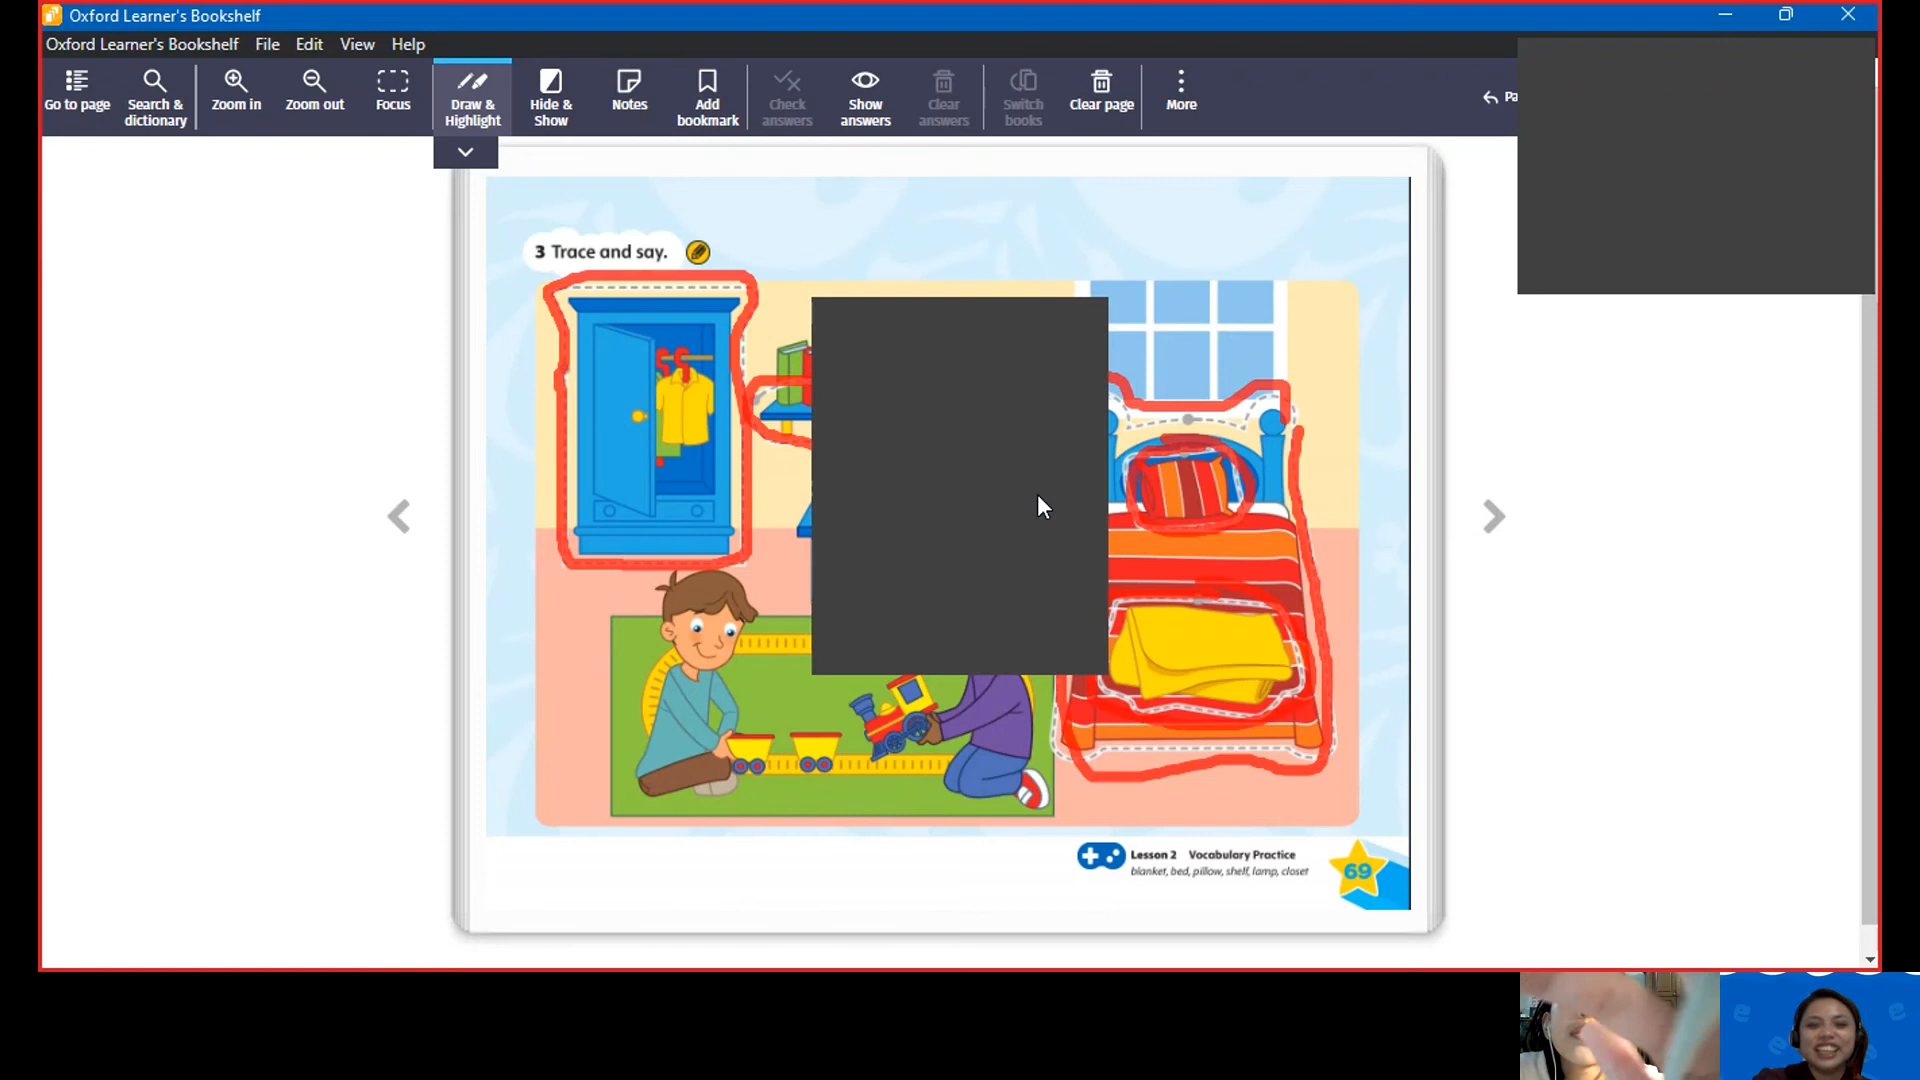 Oxford Learner's Bookshelf
Oxford Learner's Bookshelf File Edit View Help
Go to page
Search & dictionary
Zoom in
Zoom out
Focus
Draw & Highlight
Hide & Show
Notes
Add bookmark
Check answers
Show answers
Clear answers
Switch books
Clear page
More
Pa
3 Trace and say.
Lesson 2 Vocabulary Practice
blanket, bed, pillow, shelf, lamp, closet
69